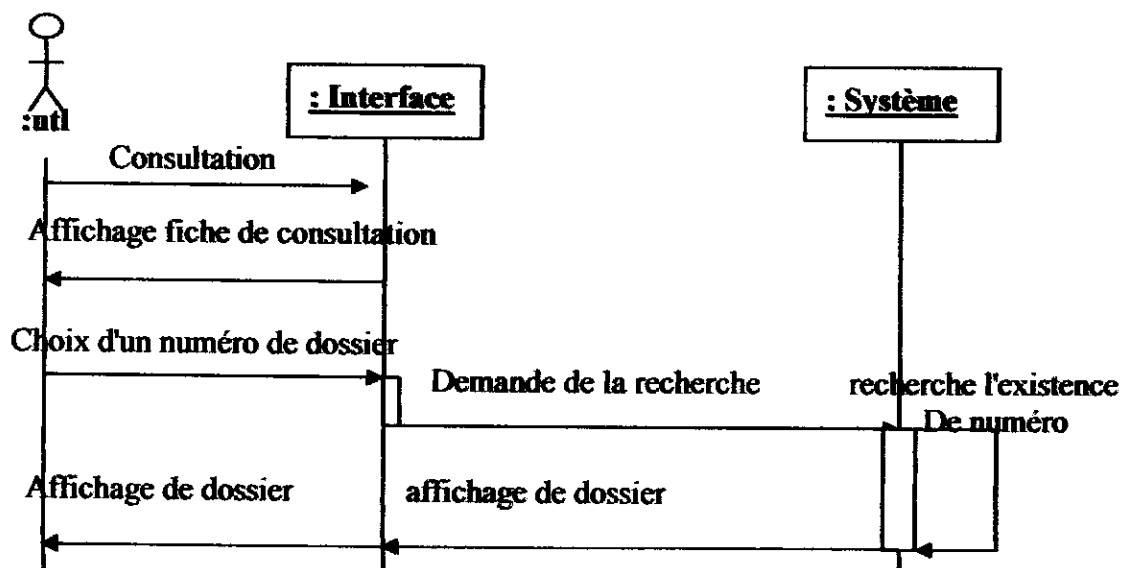 :utl
: Interface
: Système
Consultation
Affichage fiche de consultation
Choix d'un numéro de dossier
Demande de la recherche
recherche l'existence
De numéro
Affichage de dossier
affichage de dossier